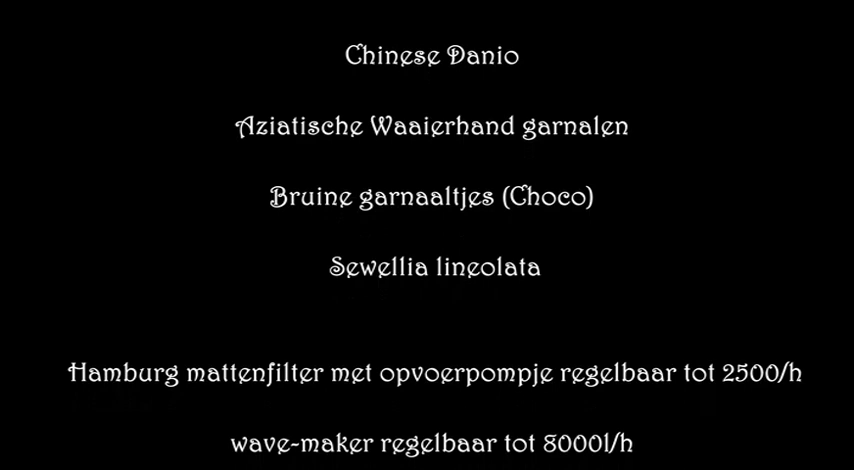 Chinese Danio
Aziatische Waaierhand garnalen
Bruine garnaaltjes (Choco)
Sewellia lineolata
Hamburg mattenfilter met opvoerpompje regelbaar tot 2500/h
wave-maker regelbaar tot 8000l/h